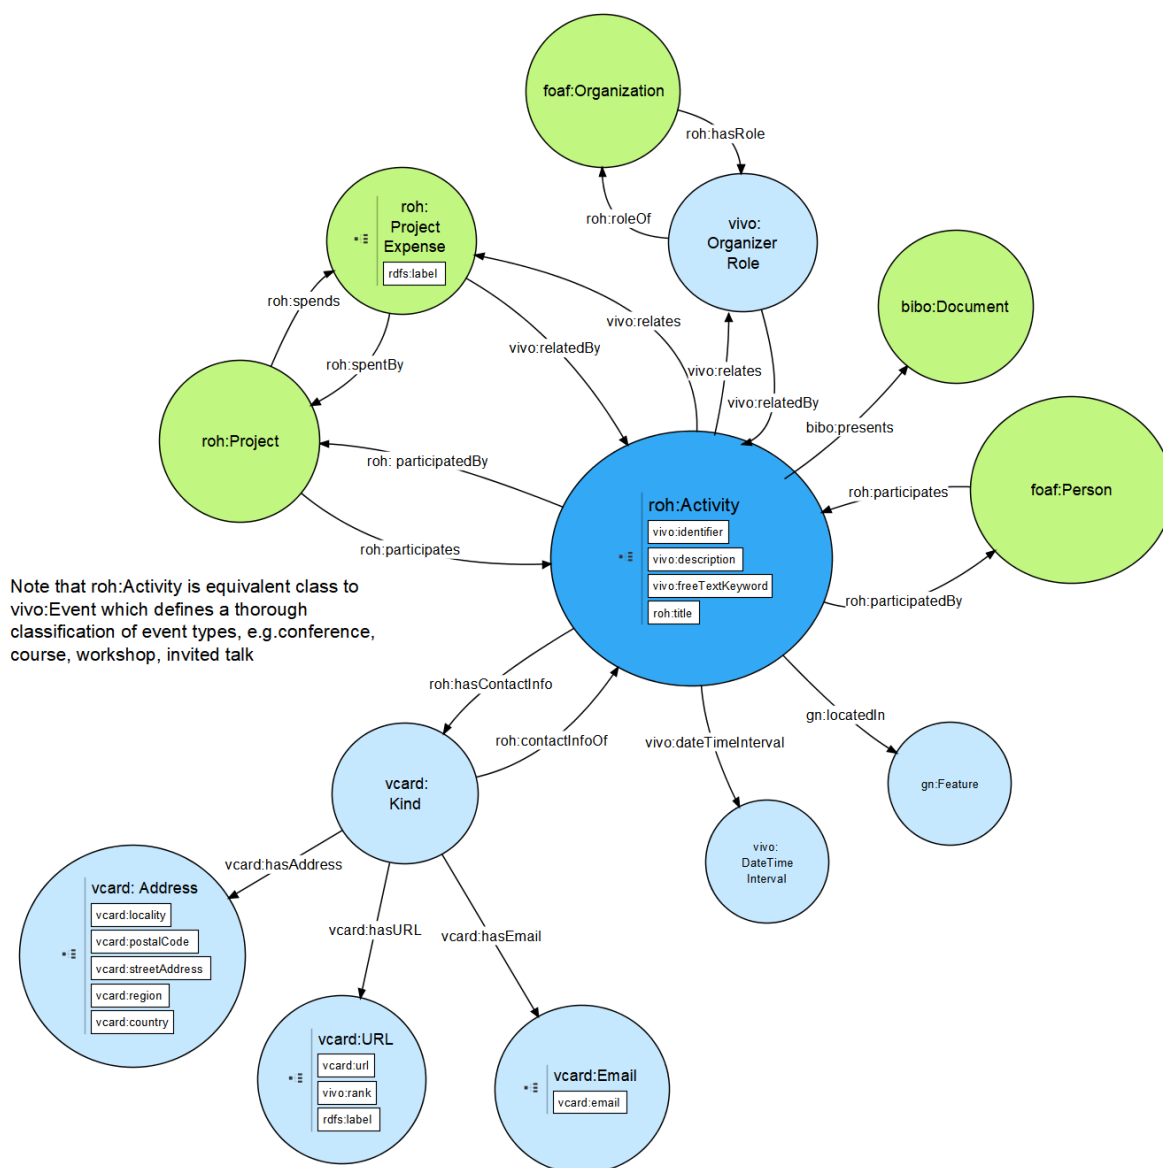 foaf:Organization
roh:hasRole
roh:roleOf
vivo:
Organizer
Role
roh:
Project
Expense
rdfs:label
bibo:Document
roh:spends
vivo:relates
vivo:relatedBy
roh:spentBy
vivo:relates
vivo:relatedBy
bibo:presents
roh:Project
roh: participatedBy
roh:participates
foaf:Person
roh:participates
roh:participatedBy
roh:Activity
vivo:identifier
vivo:description
vivo:freeTextKeyword
roh:title
Note that roh:Activity is equivalent class to
vivo:Event which defines a thorough
classification of event types, e.g.conference,
course, workshop, invited talk
roh:hasContactInfo
roh:contactInfoOf
vivo:dateTimeInterval
gn:locatedIn
vcard:
Kind
gn:Feature
vivo:
DateTime
Interval
vcard:hasAddress
vcard:hasURL
vcard:hasEmail
vcard: Address
vcard:locality
vcard:postalCode
vcard:streetAddress
vcard:region
vcard:country
vcard:URL
vcard:url
vivo:rank
rdfs:label
vcard:Email
vcard:email